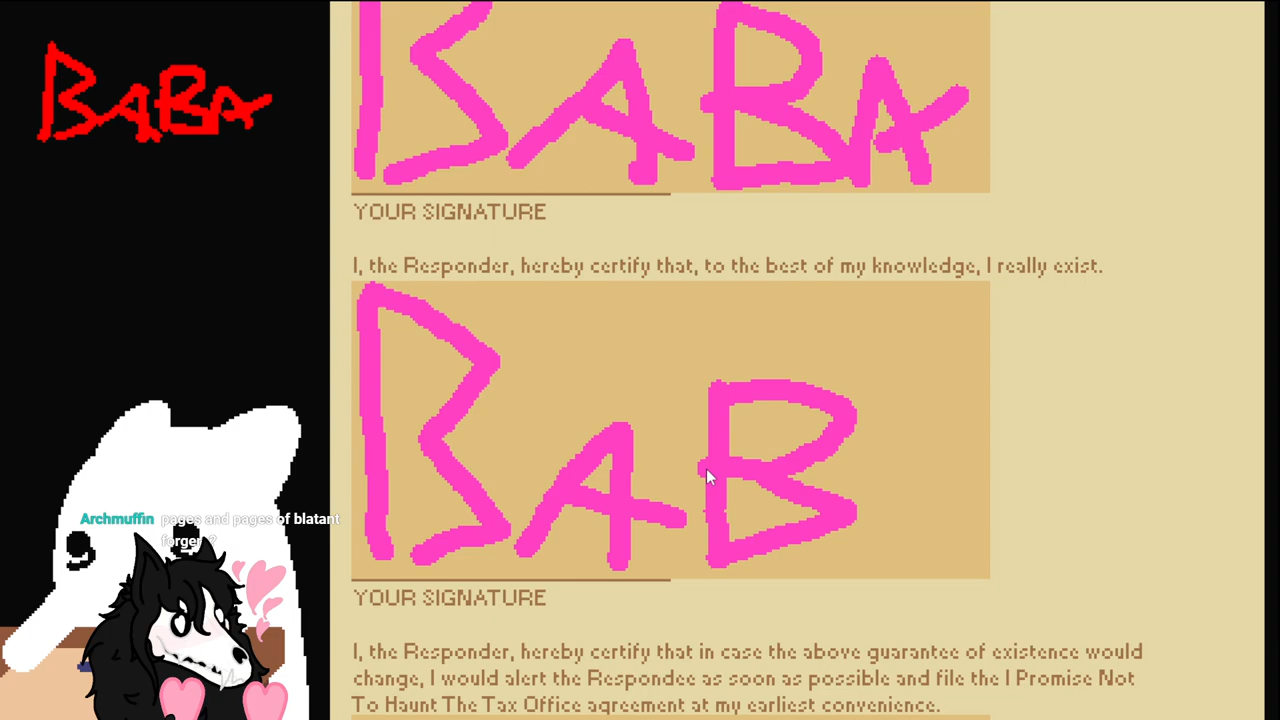 BABA
BABA
YOUR SIGNATURE
I, the Responder, hereby certify that, to the best of my knowledge, I really exist.
BAB
Archmuffin pages and pages of blatant
?
YOUR SIGNATURE
I, the Responder, hereby certify that in case the above guarantee of existence would
change, I would alert the Respondee as soon as possible and file the I Promise Not
To Haunt The Tax Office agreement at my earliest convenience.